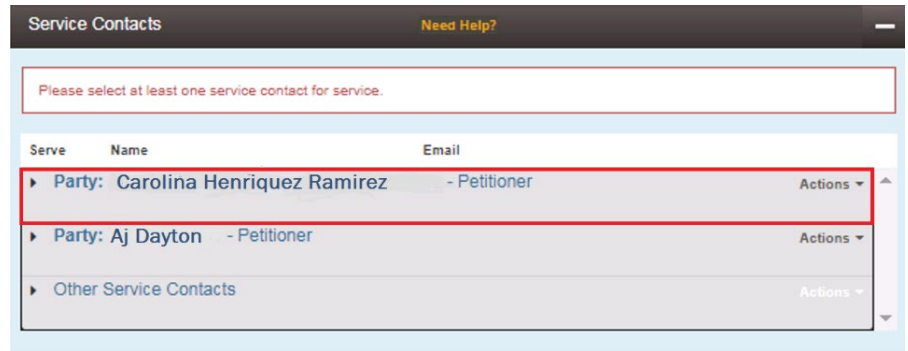 Service Contacts Need Help?
Please select at least one service contact for service.
Serve Name Email
Party: Carolina Henriquez Ramirez - Petitioner Actions
Party: Aj Dayton - Petitioner Actions
Other Service Contacts Actions